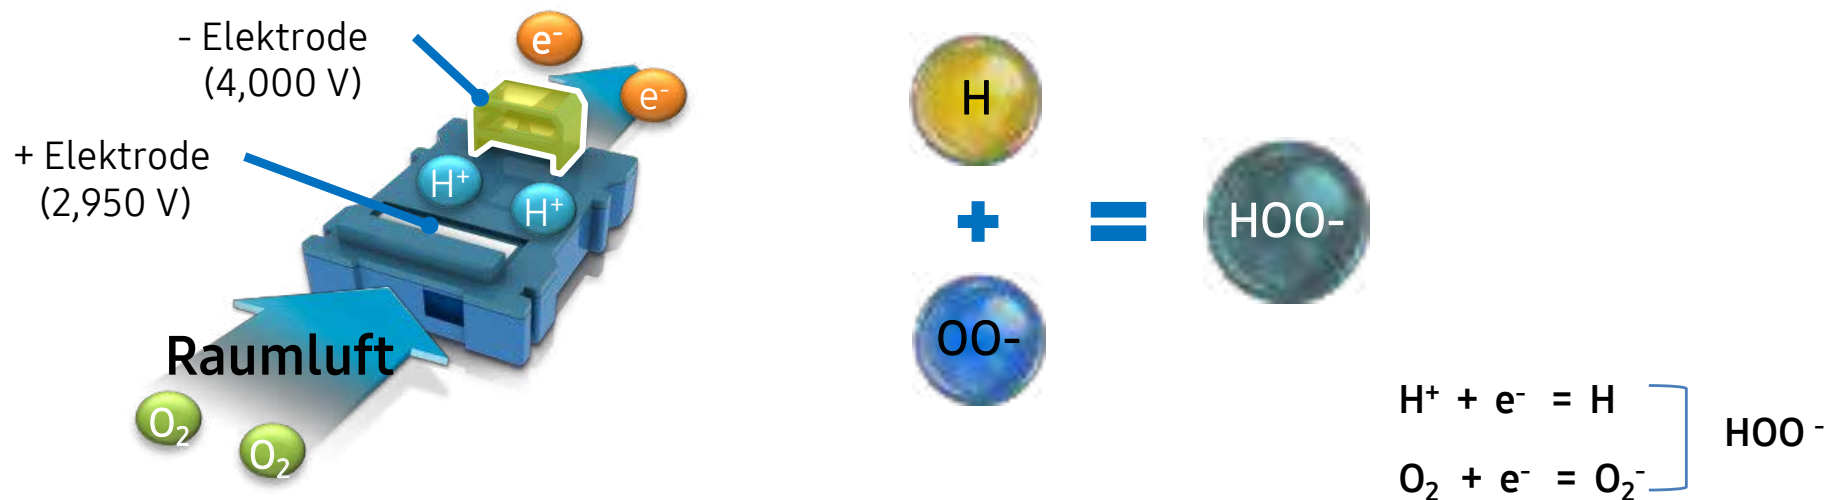 - Elektrode
(4,000 V)
e⁻
e⁻
+ Elektrode
(2,950 V)
H⁺
H⁺
Raumluft
O₂
O₂
H
+
OO-
=
HOO-
H⁺ + e⁻ = H
O₂ + e⁻ = O₂⁻
HOO ⁻